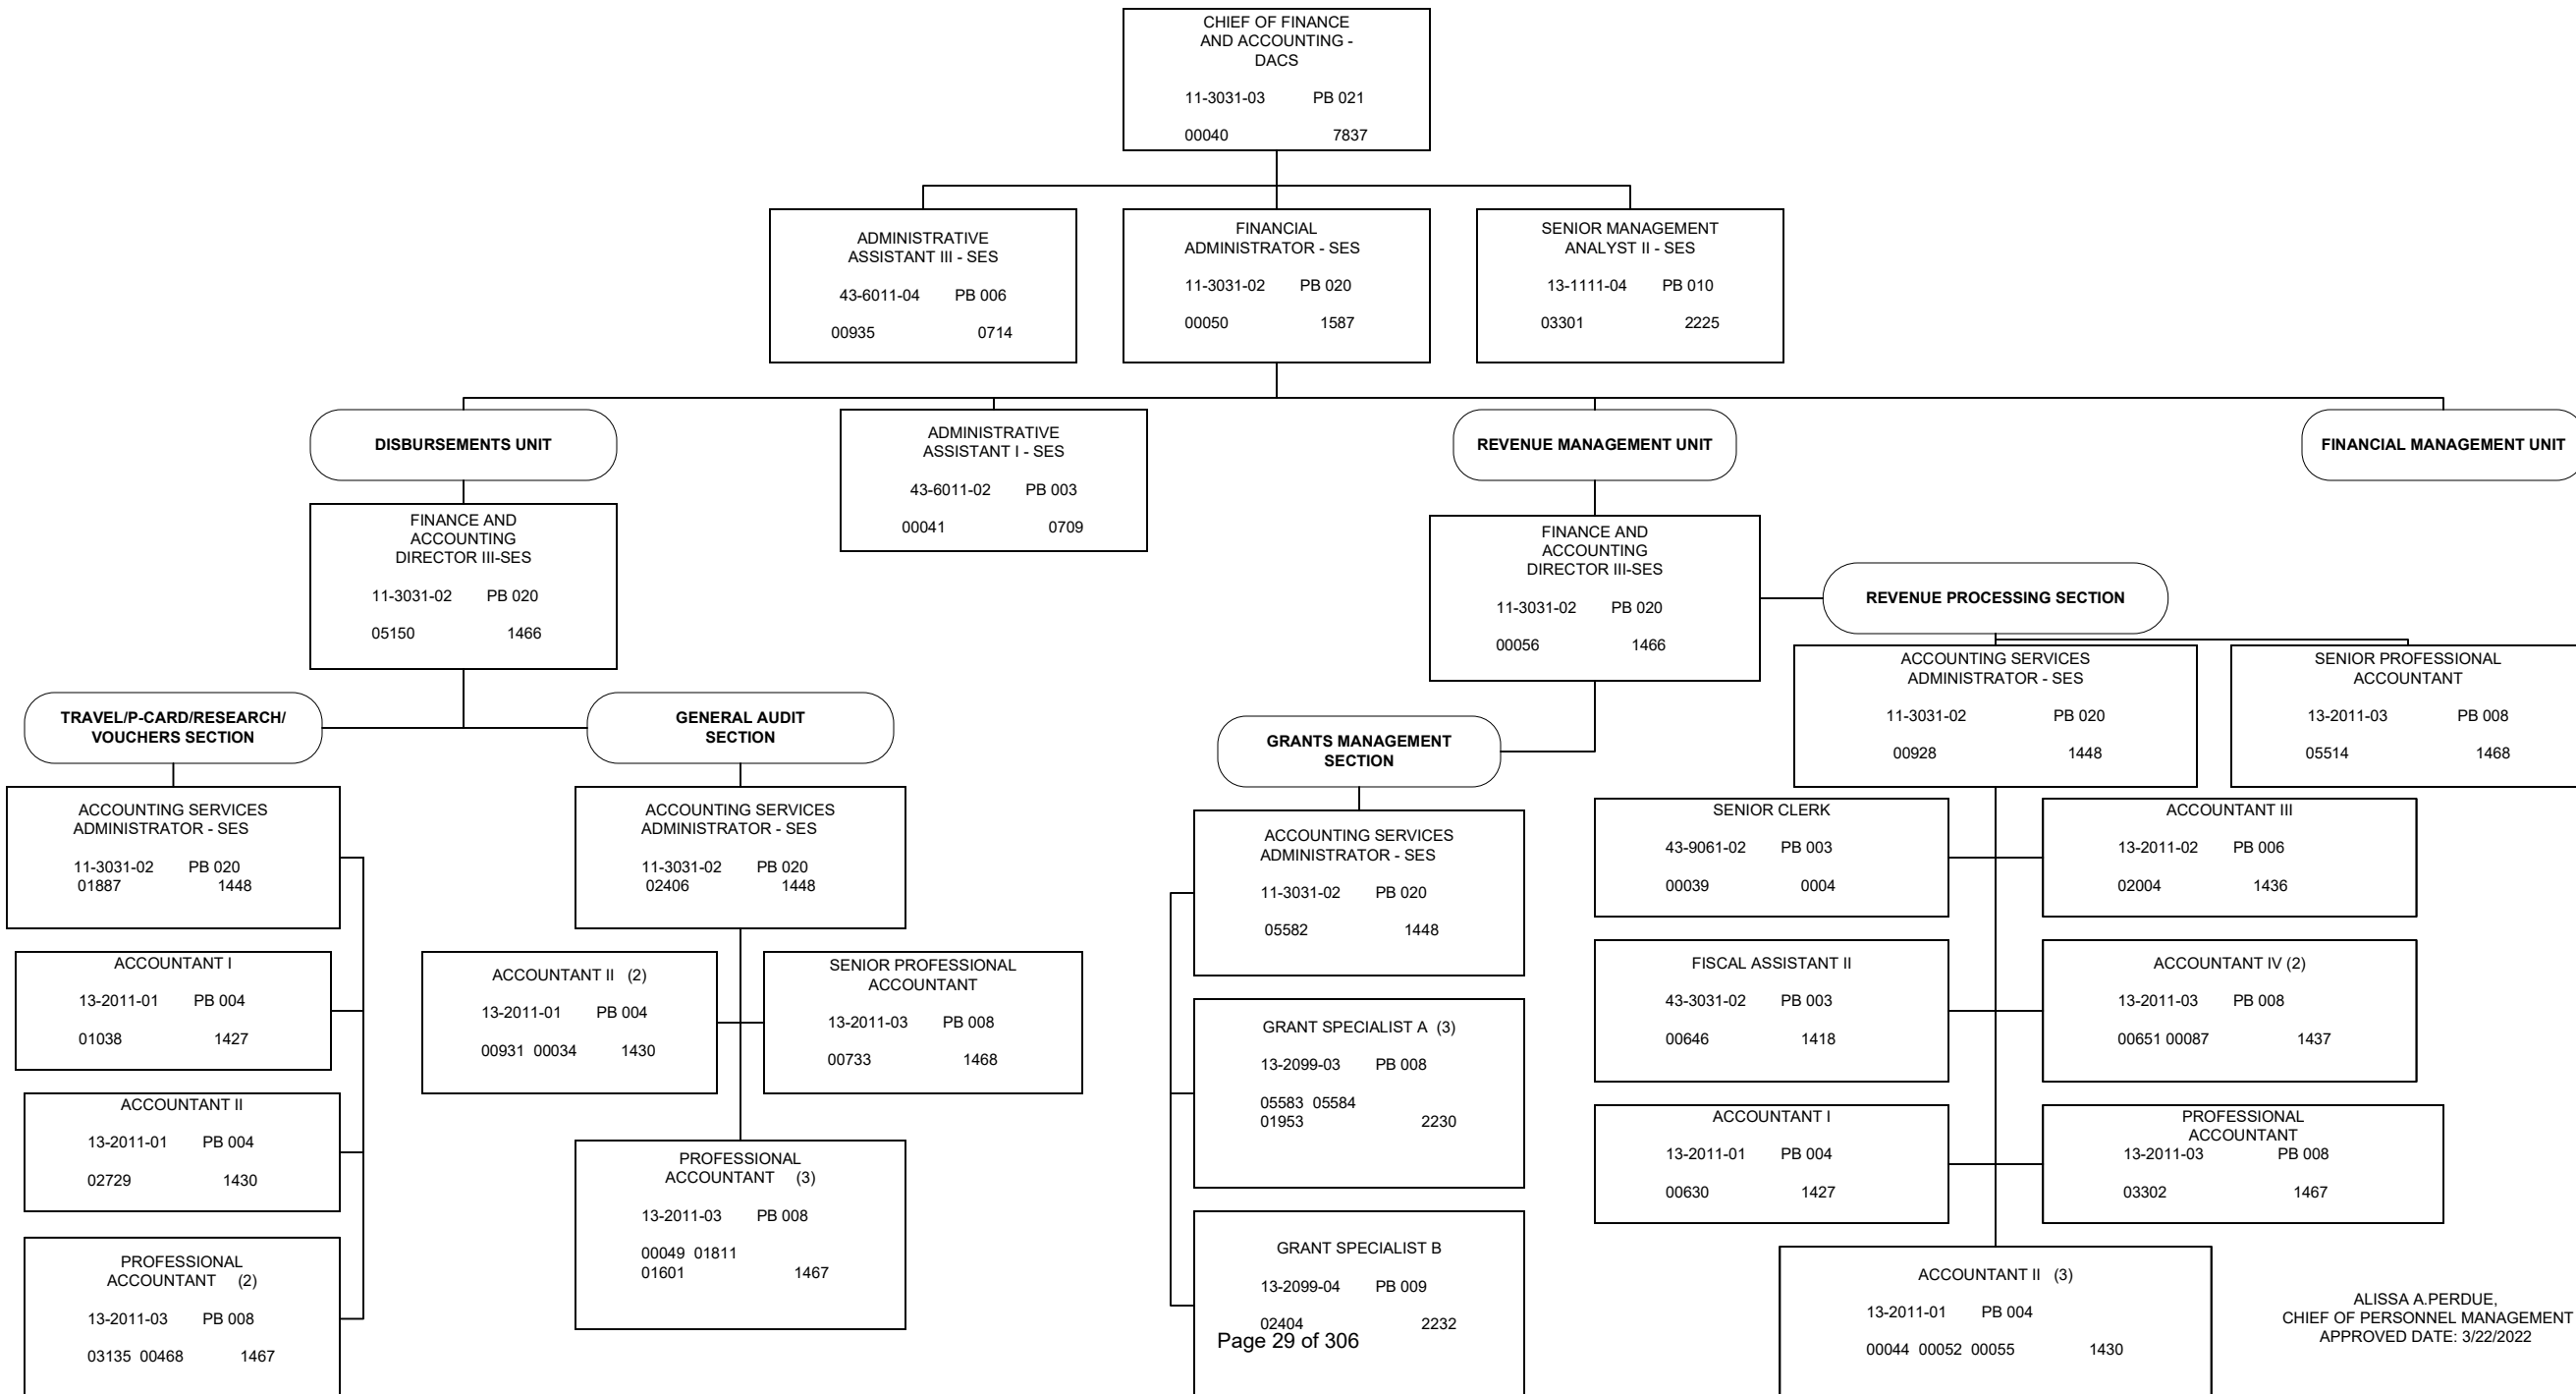 CHIEF OF FINANCE
AND ACCOUNTING -
DACS
11-3031-03 PB 021
00040 7837
ADMINISTRATIVE
ASSISTANT III - SES
43-6011-04 PB 006
00935 0714
FINANCIAL
ADMINISTRATOR - SES
11-3031-02 PB 020
00050 1587
SENIOR MANAGEMENT
ANALYST II - SES
13-1111-04 PB 010
03301 2225
DISBURSEMENTS UNIT
ADMINISTRATIVE
ASSISTANT I - SES
43-6011-02 PB 003
00041 0709
REVENUE MANAGEMENT UNIT
FINANCIAL MANAGEMENT UNIT
FINANCE AND
ACCOUNTING
DIRECTOR III-SES
11-3031-02 PB 020
05150 1466
FINANCE AND
ACCOUNTING
DIRECTOR III-SES
11-3031-02 PB 020
00056 1466
REVENUE PROCESSING SECTION
TRAVEL/P-CARD/RESEARCH/
VOUCHERS SECTION
GENERAL AUDIT
SECTION
GRANTS MANAGEMENT
SECTION
ACCOUNTING SERVICES
ADMINISTRATOR - SES
11-3031-02 PB 020
00928 1448
SENIOR PROFESSIONAL
ACCOUNTANT
13-2011-03 PB 008
05514 1468
ACCOUNTING SERVICES
ADMINISTRATOR - SES
11-3031-02 PB 020
01887 1448
ACCOUNTANT I
13-2011-01 PB 004
01038 1427
ACCOUNTANT II
13-2011-01 PB 004
02729 1430
PROFESSIONAL
ACCOUNTANT (2)
13-2011-03 PB 008
03135 00468 1467
ACCOUNTING SERVICES
ADMINISTRATOR - SES
11-3031-02 PB 020
02406 1448
ACCOUNTANT II (2)
13-2011-01 PB 004
00931 00034 1430
SENIOR PROFESSIONAL
ACCOUNTANT
13-2011-03 PB 008
00733 1468
PROFESSIONAL
ACCOUNTANT (3)
13-2011-03 PB 008
00049 01811
01601 1467
ACCOUNTING SERVICES
ADMINISTRATOR - SES
11-3031-02 PB 020
05582 1448
GRANT SPECIALIST A (3)
13-2099-03 PB 008
05583 05584
01953 2230
GRANT SPECIALIST B
13-2099-04 PB 009
02404 2232
SENIOR CLERK
43-9061-02 PB 003
00039 0004
ACCOUNTANT III
13-2011-02 PB 006
02004 1436
FISCAL ASSISTANT II
43-3031-02 PB 003
00646 1418
ACCOUNTANT IV (2)
13-2011-03 PB 008
00651 00087 1437
ACCOUNTANT I
13-2011-01 PB 004
00630 1427
PROFESSIONAL
ACCOUNTANT
13-2011-03 PB 008
03302 1467
ACCOUNTANT II (3)
13-2011-01 PB 004
00044 00052 00055 1430
ALISSA A.PERDUE,
CHIEF OF PERSONNEL MANAGEMENT
APPROVED DATE: 3/22/2022
Page 29 of 306